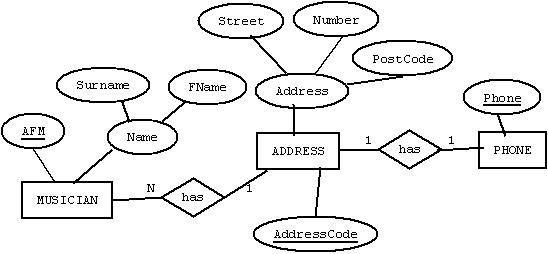 Street
Number
PostCode
Surname
FName
Address
Phone
AFM
Name
ADDRESS
1
has
1
PHONE
MUSICIAN
N
has
1
AddressCode